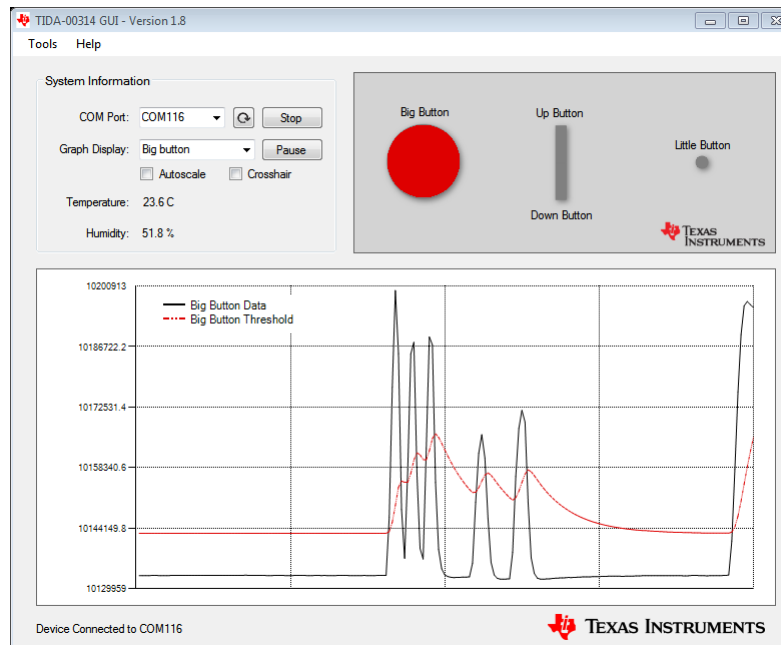 TIDA-00314 GUI - Version 1.8
Tools Help
System Information
COM Port: COM116 Stop
Graph Display: Big button Pause
Autoscale Crosshair
Temperature: 23.6 C
Humidity: 51.8 %
Big Button
Up Button
Little Button
Down Button
TEXAS
INSTRUMENTS
10200913
Big Button Data
Big Button Threshold
10186722.2
10172531.4
10158340.6
10144149.8
10129959
Device Connected to COM116
TEXAS INSTRUMENTS